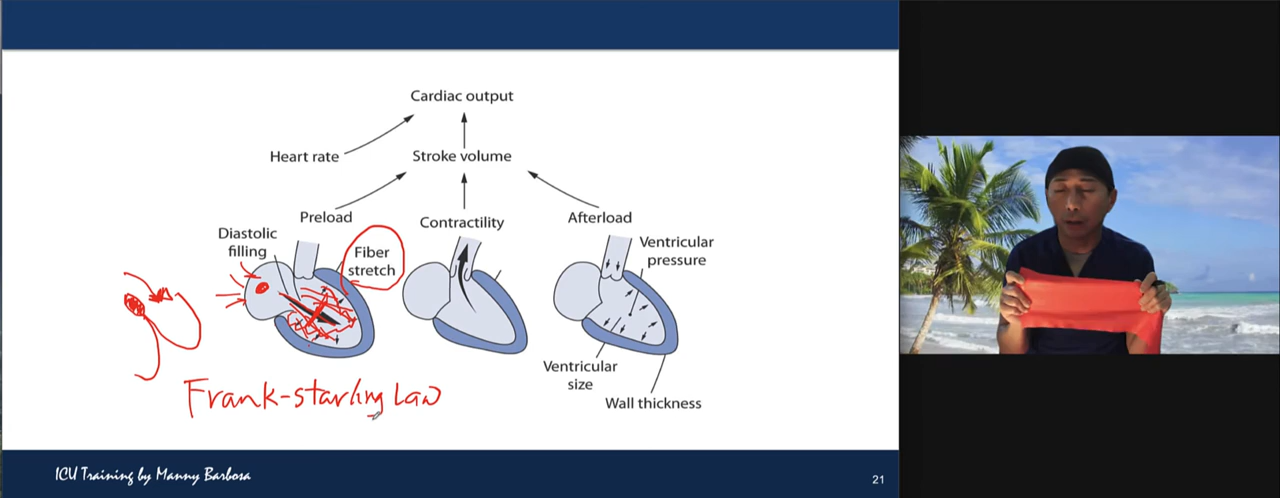 Cardiac output
Heart rate
Stroke volume
Preload
Contractility
Afterload
Diastolic
filling
Fiber
stretch
Ventricular
pressure
Ventricular
size
Wall thickness
Frank-starling Law
ICU Training by Manny Barbosa
21